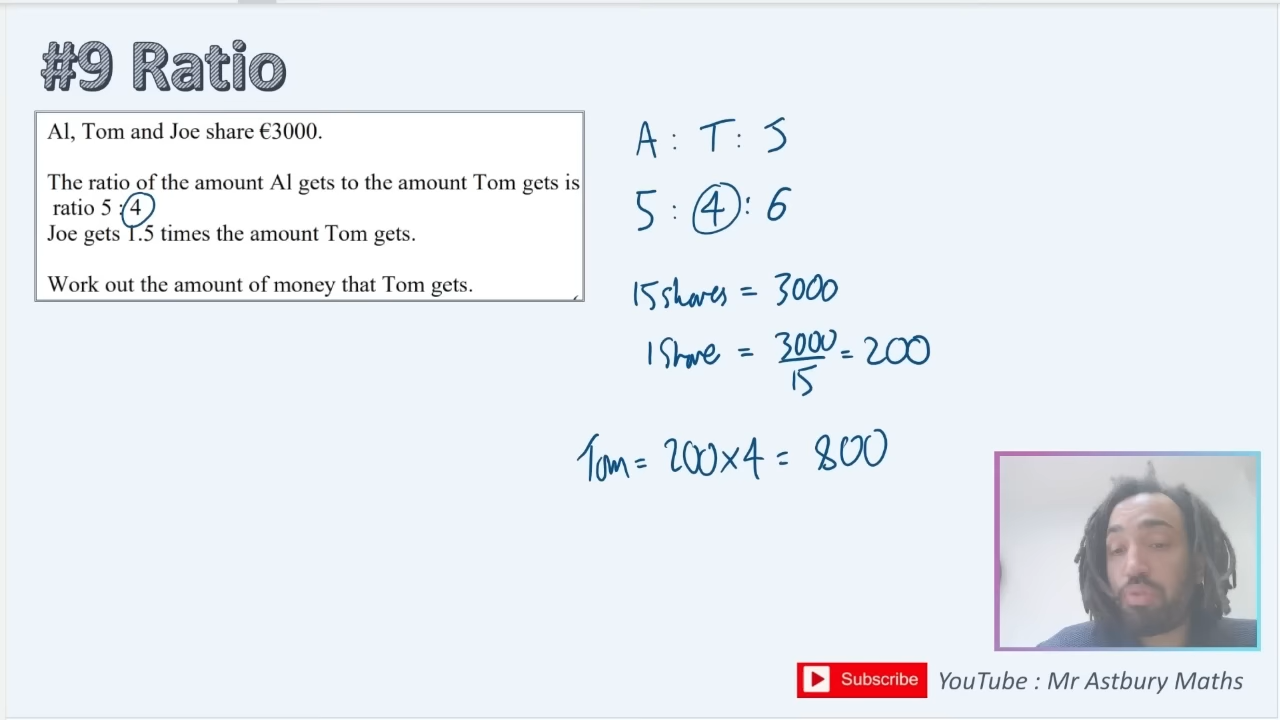 #9 Ratio
Al, Tom and Joe share €3000.
The ratio of the amount Al gets to the amount Tom gets is
ratio 5 : 4
Joe gets 1.5 times the amount Tom gets.
Work out the amount of money that Tom gets.
A : T : J
5 : 4 : 6
15 shares = 3000
1 Share = 3000/15 = 200
Tom = 200 × 4 = 800
Subscribe
YouTube : Mr Astbury Maths